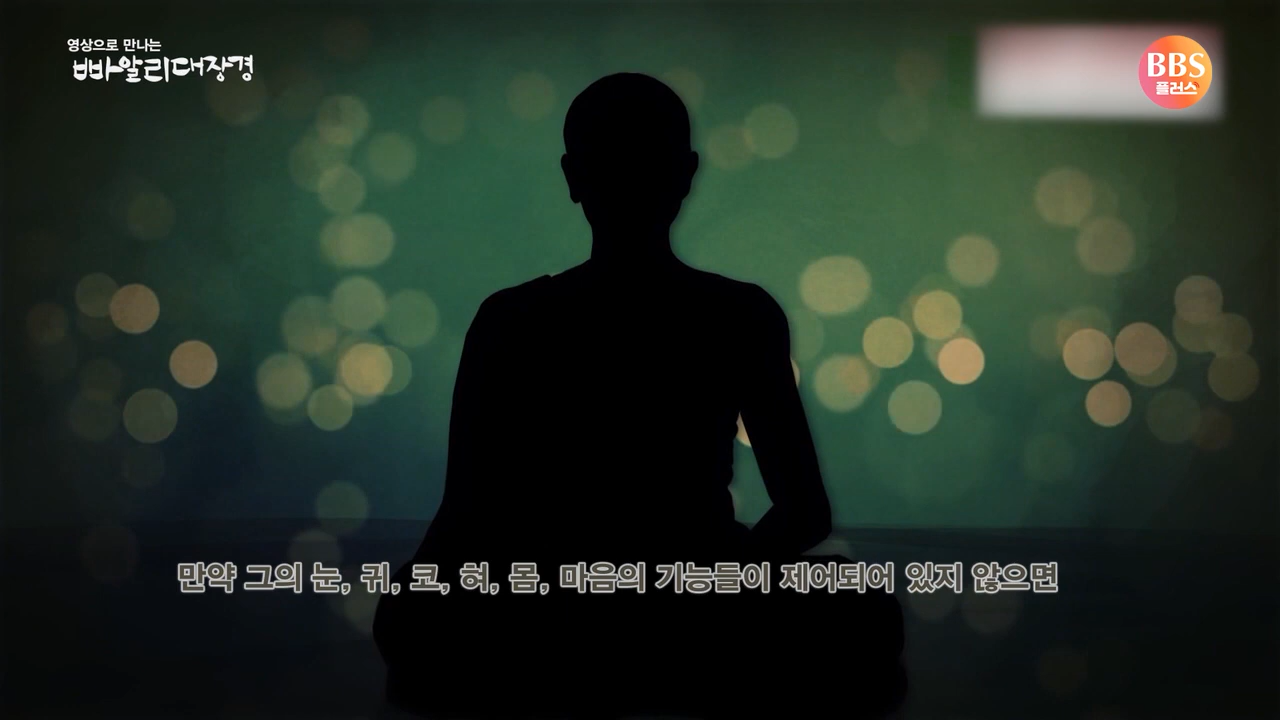 영상으로 만나는
빠알리대장경
BBS
플러스
만약 그의 눈, 귀, 코, 혀, 몸, 마음의 기능들이 제어되어 있지 않으면